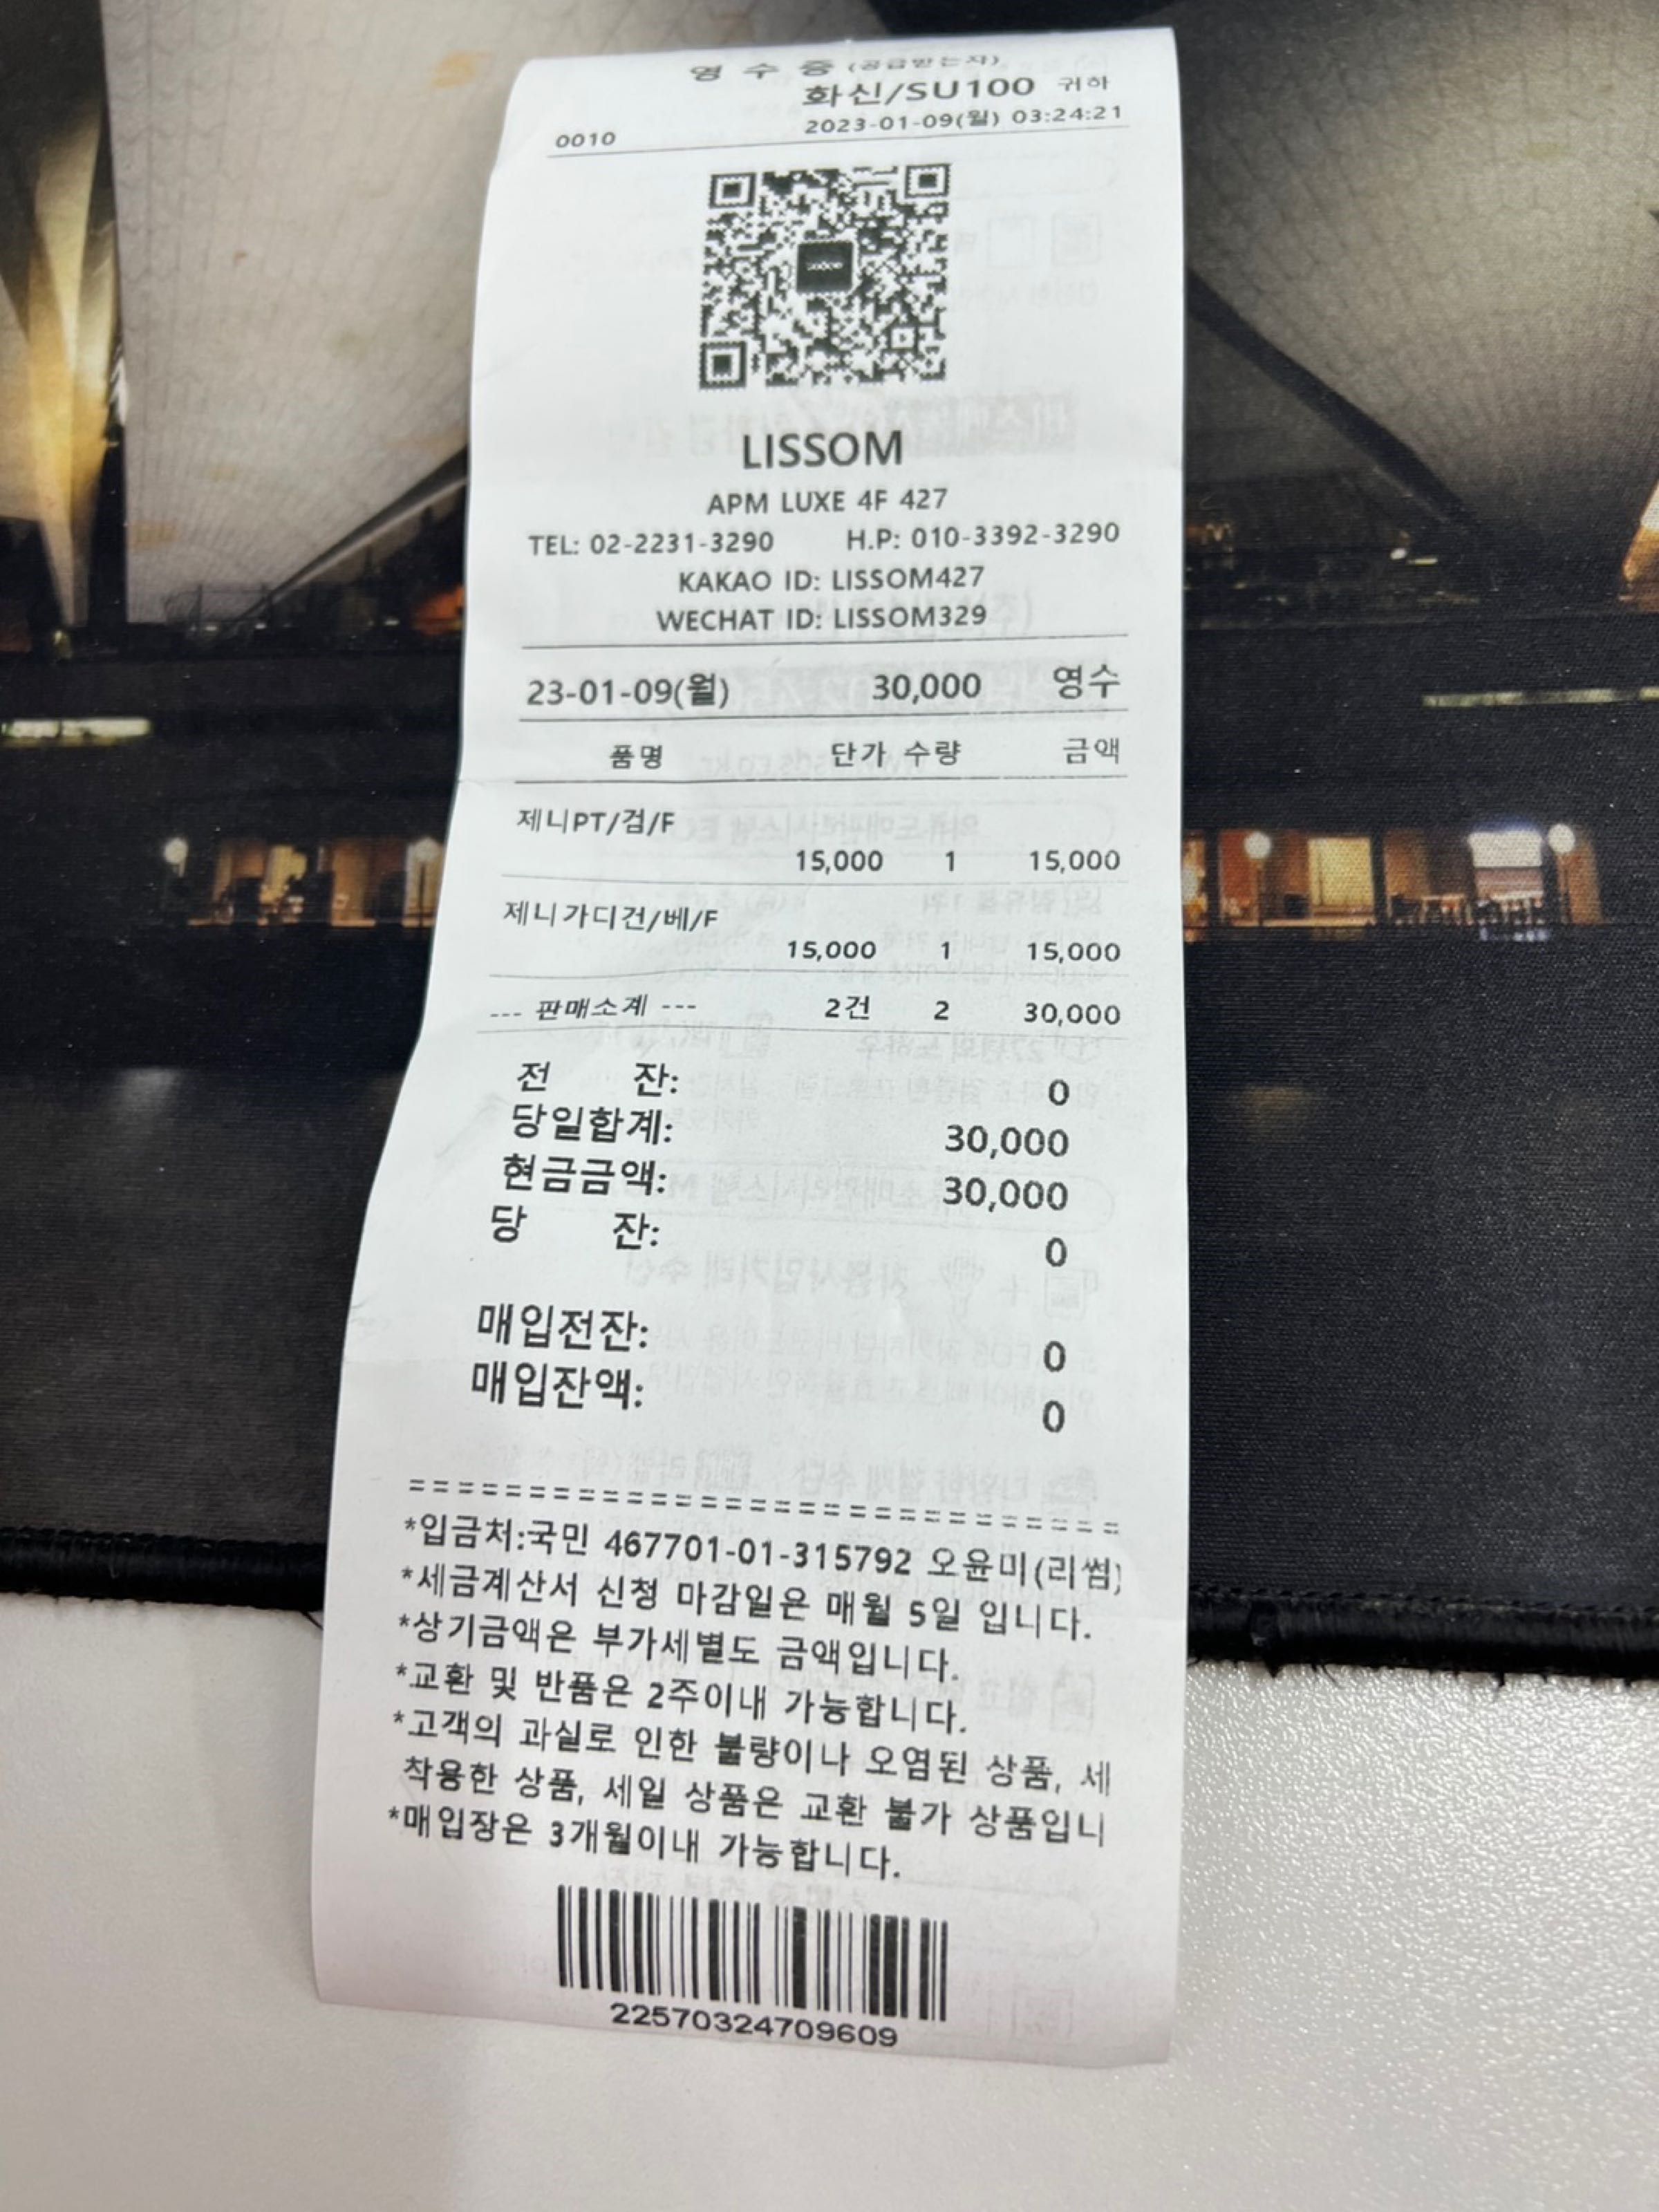 영 수 증 (공급받는자)
화신/SU100 귀하
0010 2023-01-09(월) 03:24:21
LISSOM
APM LUXE 4F 427
TEL: 02-2231-3290 H.P: 010-3392-3290
KAKAO ID: LISSOM427
WECHAT ID: LISSOM329
23-01-09(월) 30,000 영수
품명 단가 수량 금액
제니PT/검/F
15,000 1 15,000
제니가디건/베/F
15,000 1 15,000
--- 판매소계 --- 2건 2 30,000
전 잔: 0
당일합계: 30,000
현금금액: 30,000
당 잔: 0
매입전잔: 0
매입잔액: 0
==============================
*입금처:국민 467701-01-315792 오윤미(리썸)
*세금계산서 신청 마감일은 매월 5일 입니다.
*상기금액은 부가세별도 금액입니다.
*교환 및 반품은 2주이내 가능합니다.
*고객의 과실로 인한 불량이나 오염된 상품, 세
착용한 상품, 세일 상품은 교환 불가 상품입니
*매입장은 3개월이내 가능합니다.
22570324709609